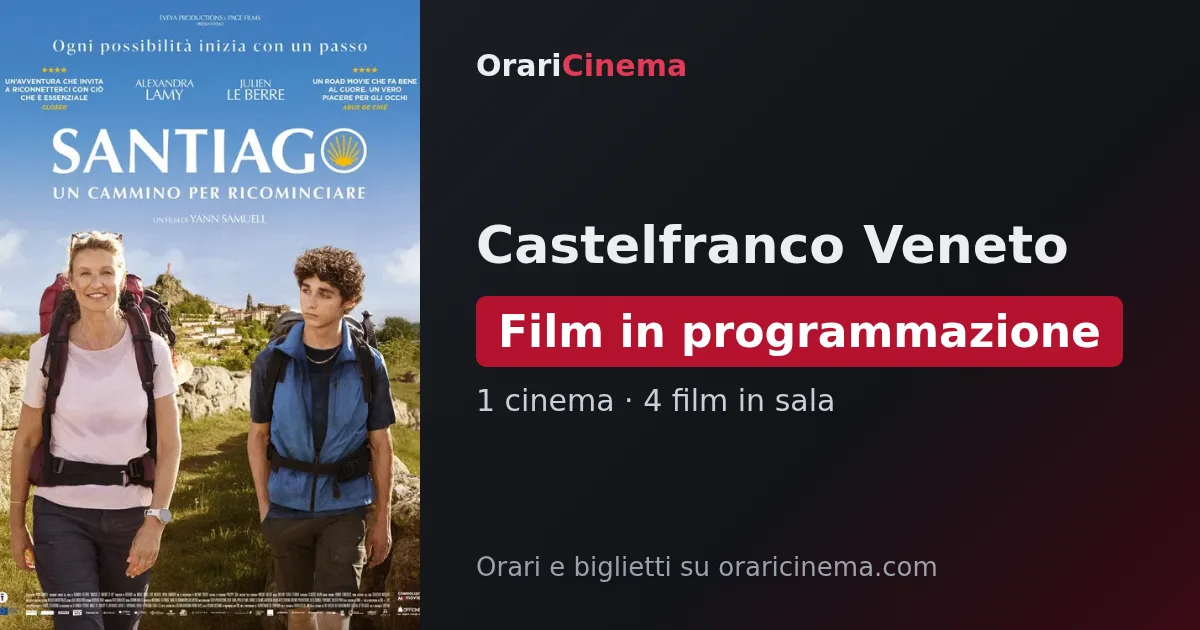 EVEYA PRODUCTIONS e PAGE FILMS
PRESENTANO
Ogni possibilità inizia con un passo
★★★★
UN'AVVENTURA CHE INVITA
A RICONNETTERCI CON CIÒ
CHE È ESSENZIALE
CLOSER
ALEXANDRA
LAMY
JULIEN
LE BERRE
★★★★
UN ROAD MOVIE CHE FA BENE
AL CUORE. UN VERO
PIACERE PER GLI OCCHI
ABUS DE CINÉ
SANTIAGO
UN CAMMINO PER RICOMINCIARE
UN FILM DI YANN SAMUELL
OrariCinema
Castelfranco Veneto
Film in programmazione
1 cinema · 4 film in sala
Orari e biglietti su oraricinema.com